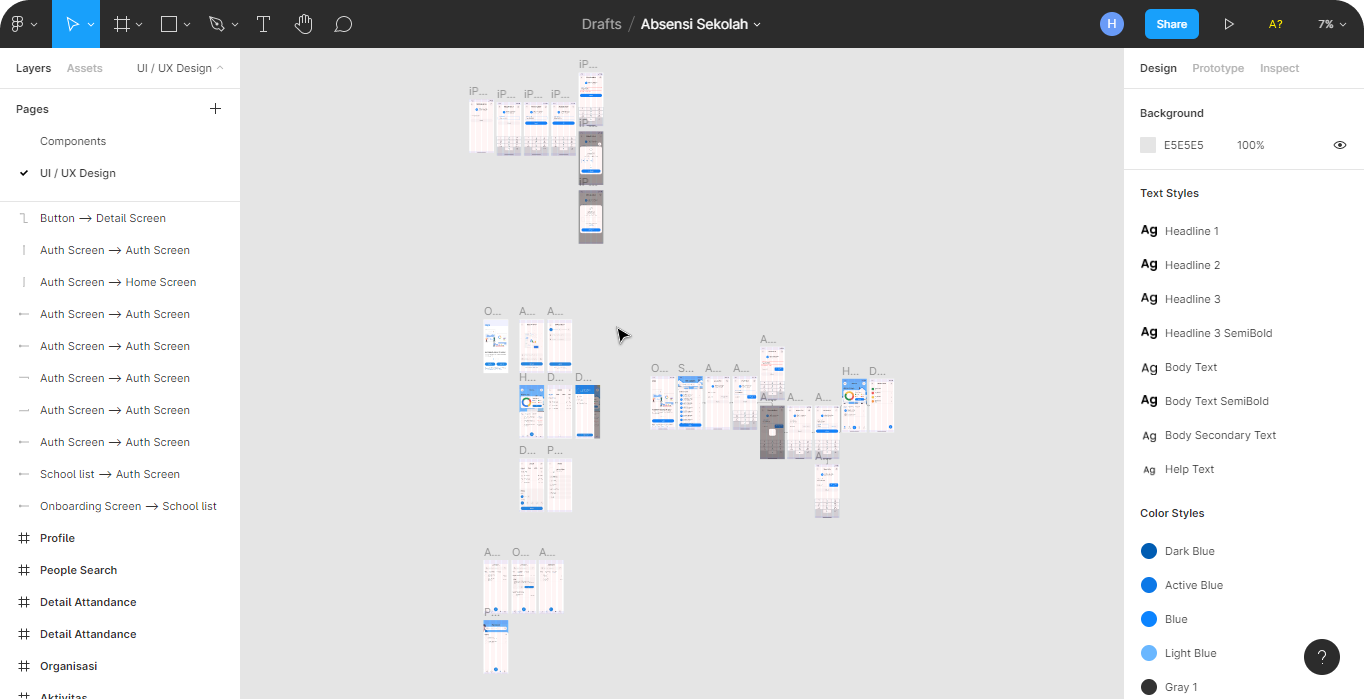 Drafts / Absensi Sekolah
H
Share
A?
7%
Layers
Assets
UI / UX Design
Pages
Components
UI / UX Design
Button → Detail Screen
Auth Screen → Auth Screen
Auth Screen → Home Screen
Auth Screen → Auth Screen
Auth Screen → Auth Screen
Auth Screen → Auth Screen
Auth Screen → Auth Screen
Auth Screen → Auth Screen
School list → Auth Screen
Onboarding Screen → School list
Profile
People Search
Detail Attandance
Detail Attandance
Organisasi
Aktivitas
iP...
iP...
iP...
iP...
iP...
O...
A...
A...
H...
D...
D...
D...
P...
O...
S...
A...
A...
A...
A...
A...
A...
A...
H...
D...
A...
O...
A...
P...
Design
Prototype
Inspect
Background
E5E5E5
100%
Text Styles
Ag Headline 1
Ag Headline 2
Ag Headline 3
Ag Headline 3 SemiBold
Ag Body Text
Ag Body Text SemiBold
Ag Body Secondary Text
Ag Help Text
Color Styles
Dark Blue
Active Blue
Blue
Light Blue
Gray 1
?